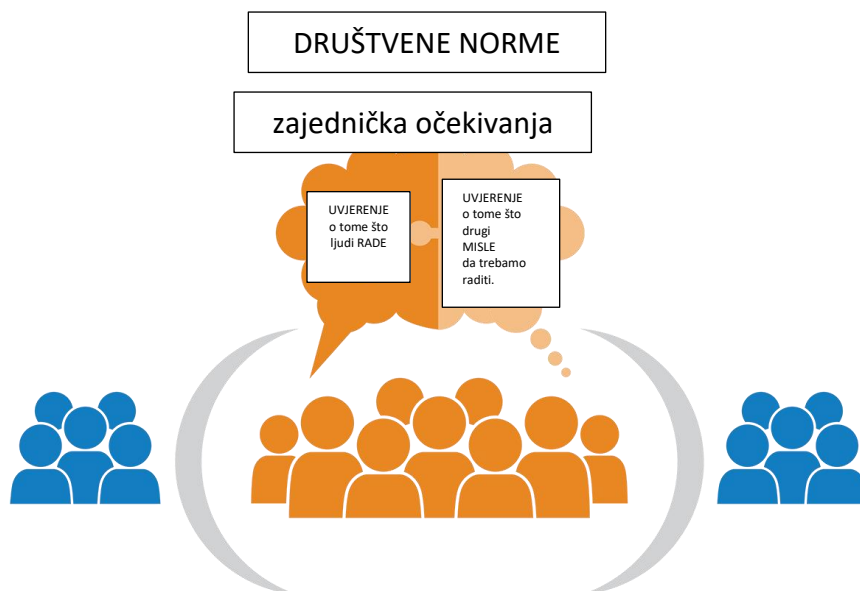 DRUŠTVENE NORME
zajednička očekivanja
UVJERENJE
o tome što
ljudi RADE
UVJERENJE
o tome što
drugi
MISLE
da trebamo
raditi.